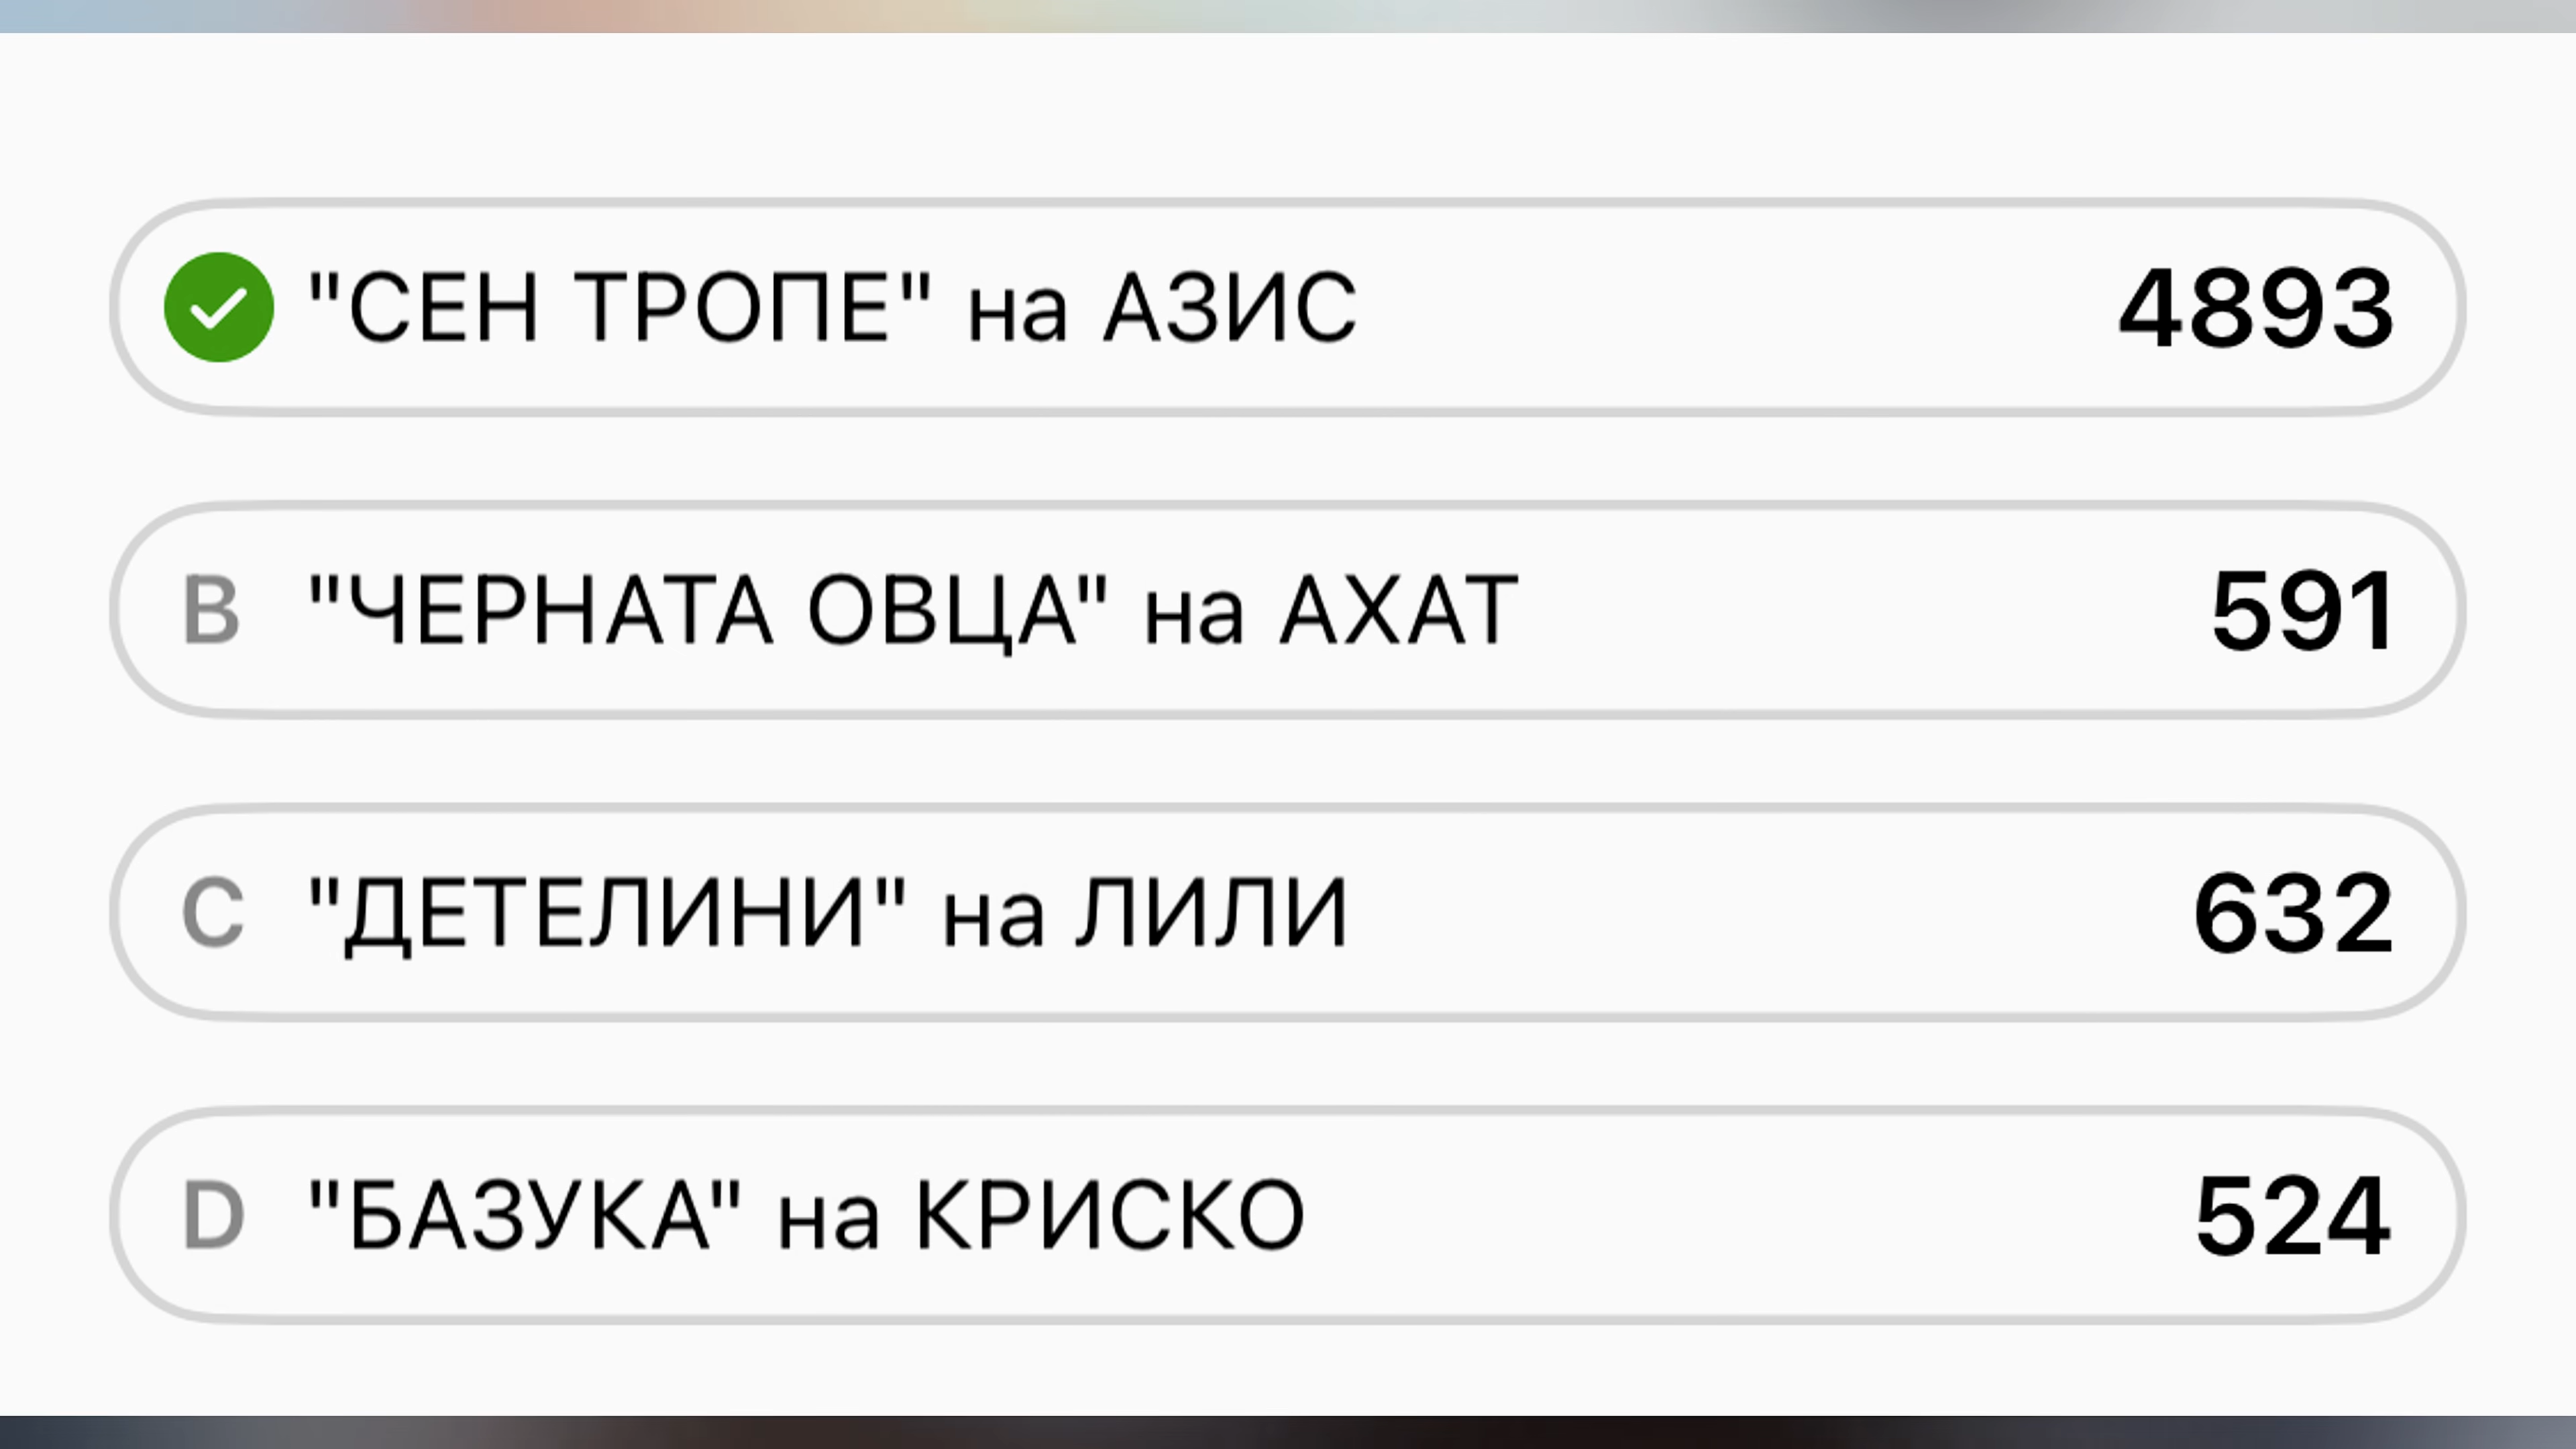 "СЕН ТРОПЕ" на АЗИС 4893
B "ЧЕРНАТА ОВЦА" на АХАТ 591
C "ДЕТЕЛИНИ" на ЛИЛИ 632
D "БАЗУКА" на КРИСКО 524